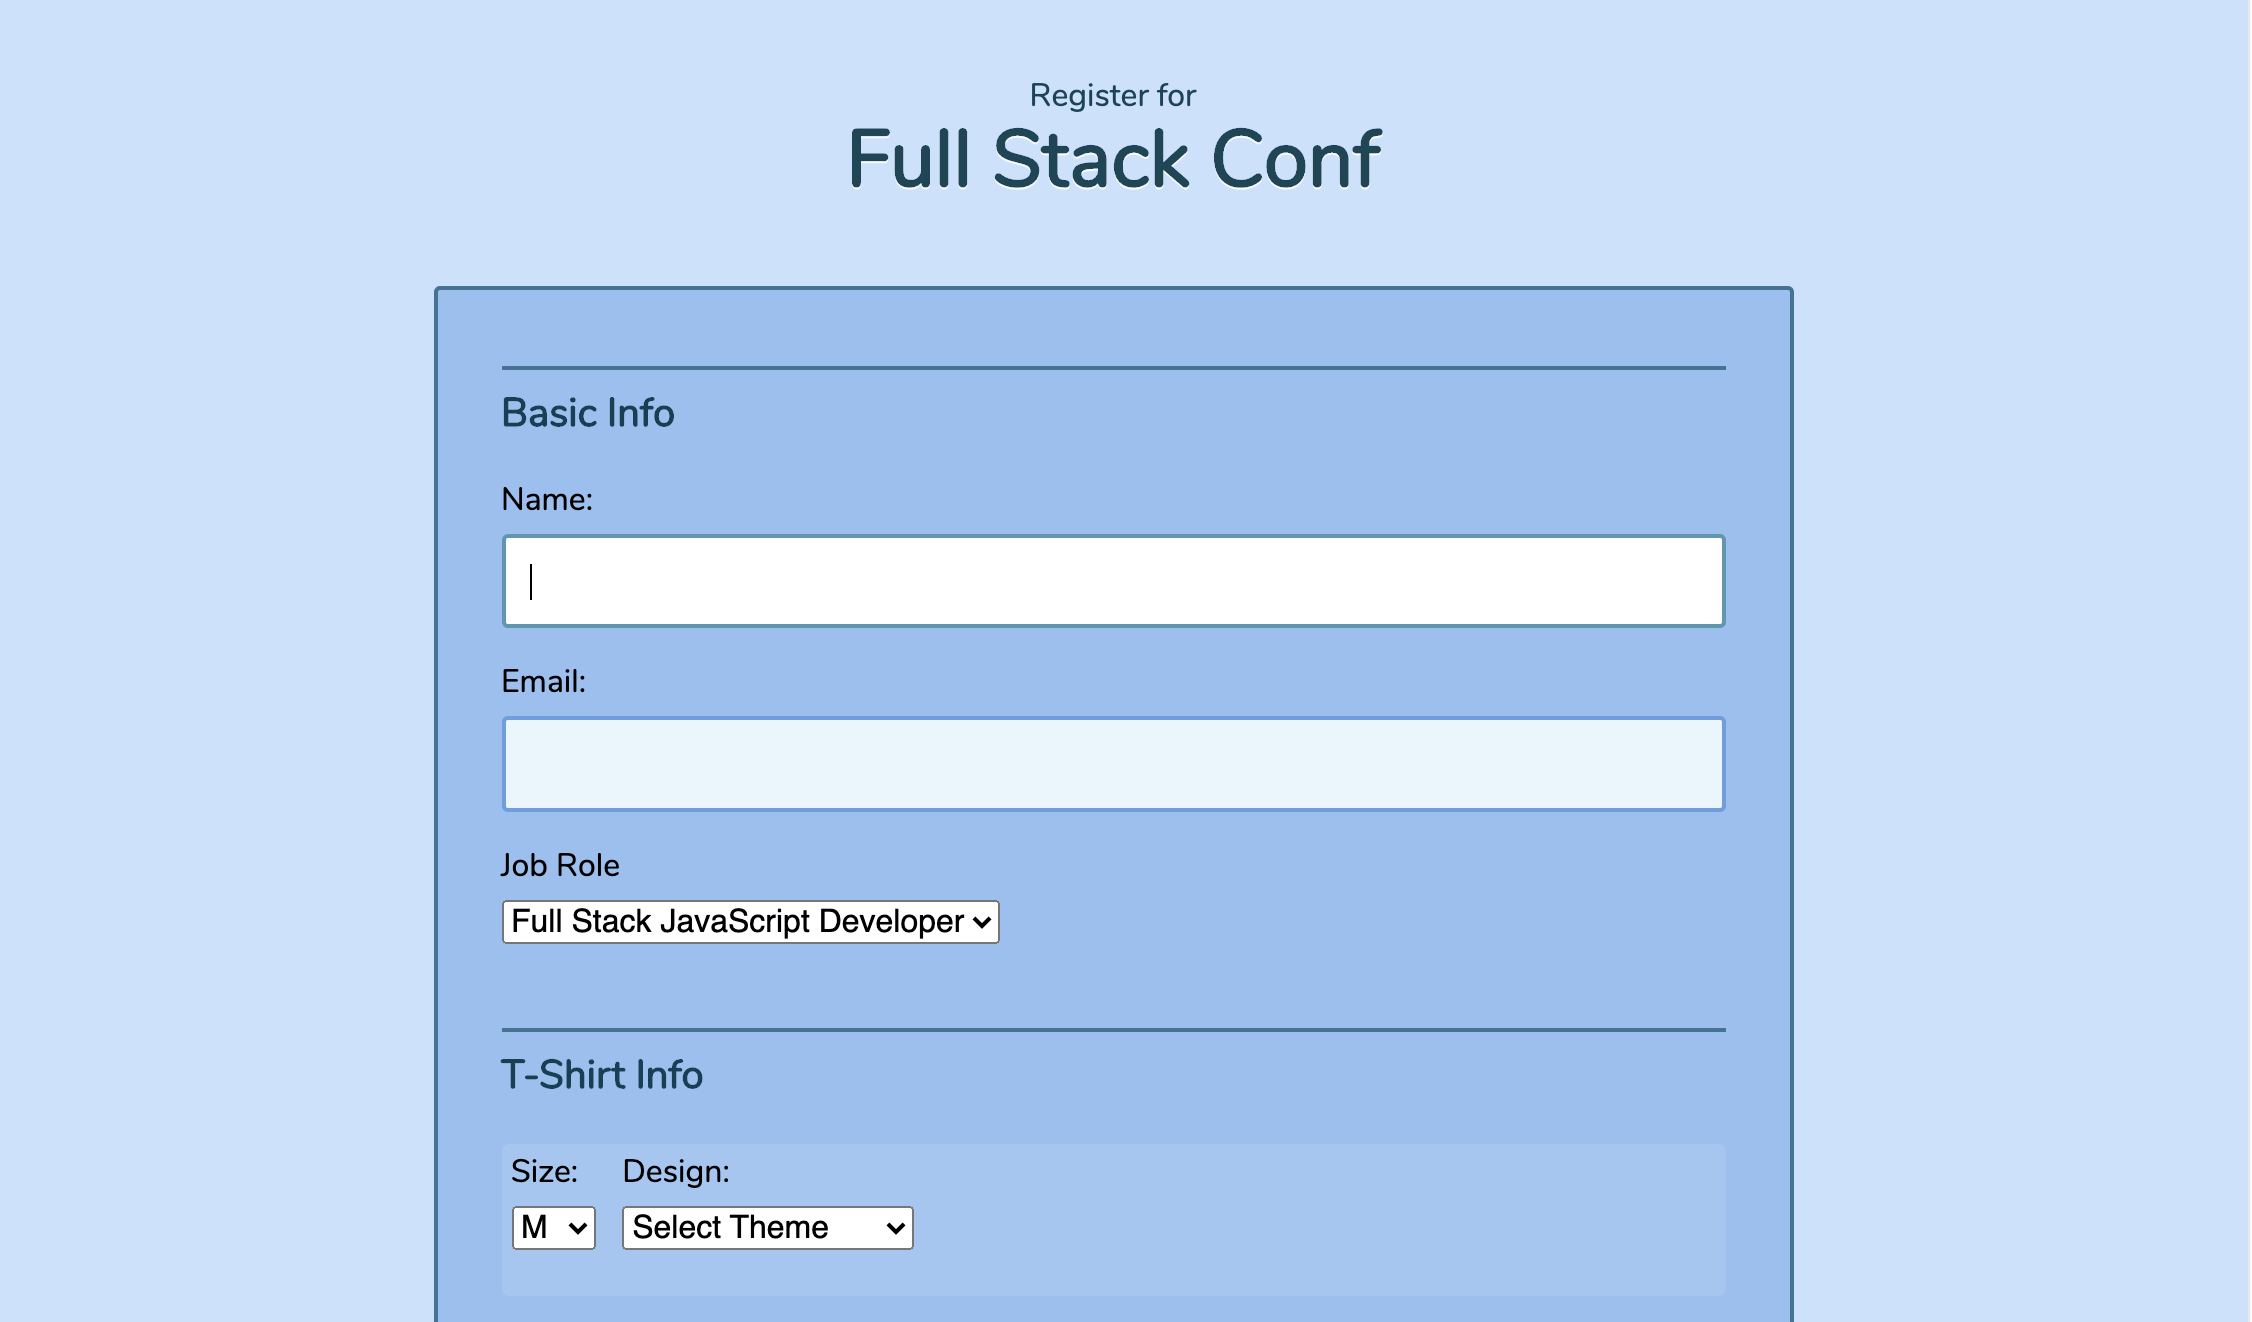 Register for
Full Stack Conf
Basic Info
Name:
Email:
Job Role
Full Stack JavaScript Developer
T-Shirt Info
Size: Design:
M Select Theme